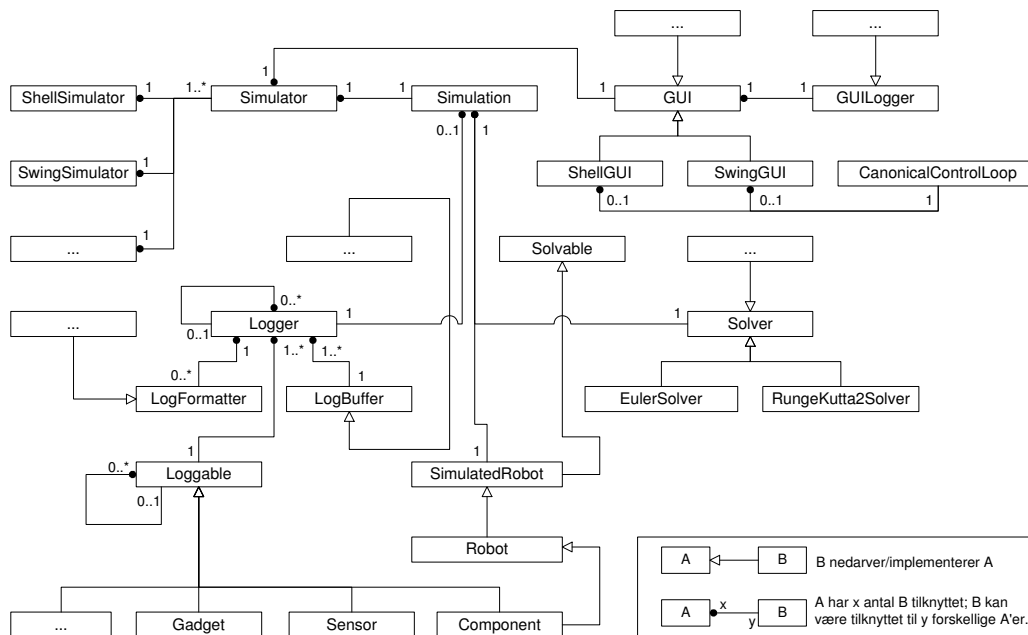 ...
...
1
1
1..*
1
1
1
1
1
ShellSimulator
Simulator
Simulation
GUI
GUILogger
0..1
1
1
SwingSimulator
ShellGUI
SwingGUI
CanonicalControlLoop
0..1
0..1
1
1
...
...
Solvable
...
0..*
...
Logger
1
1
Solver
0..1
1
1..*
1..*
0..*
1
LogFormatter
LogBuffer
EulerSolver
RungeKutta2Solver
0..*
1
1
Loggable
SimulatedRobot
0..1
Robot
A
B
B nedarver/implementerer A
...
Gadget
Sensor
Component
A
x
y
B
A har x antal B tilknyttet; B kan
være tilknyttet til y forskellige A'er.